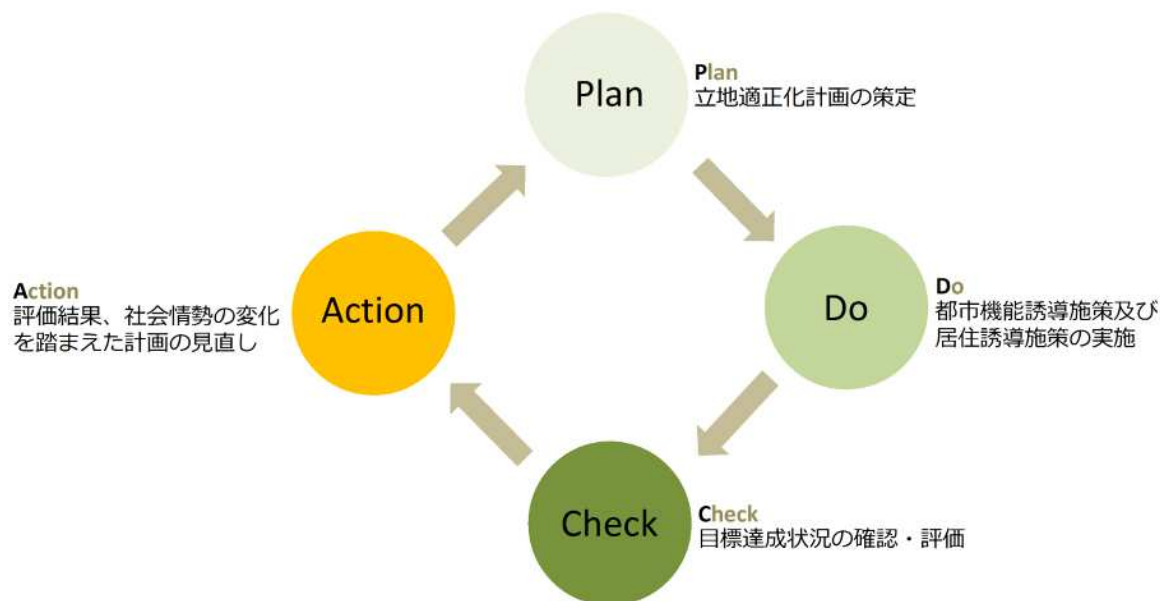 Plan
Plan
立地適正化計画の策定
Do
Do
都市機能誘導施策及び
居住誘導施策の実施
Check
Check
目標達成状況の確認・評価
Action
Action
評価結果、社会情勢の変化
を踏まえた計画の見直し